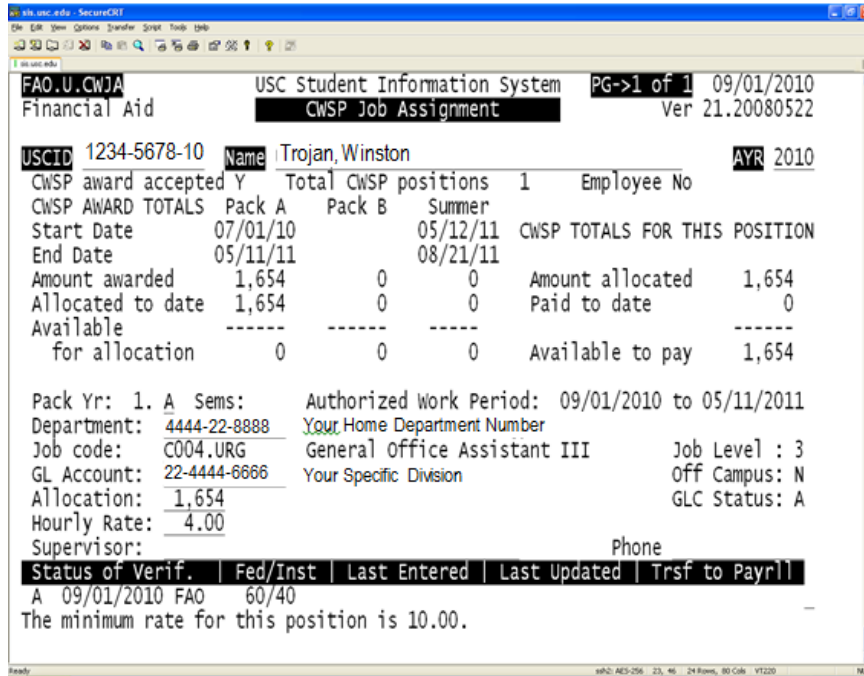 sis.usc.edu - SecureCRT
File Edit View Options Transfer Script Tools Help
sis.usc.edu
FAO.U.CWJA USC Student Information System PG->1 of 1 09/01/2010
Financial Aid CWSP Job Assignment Ver 21.20080522
USCID 1234-5678-10 Name Trojan, Winston AYR 2010
CWSP award accepted Y Total CWSP positions 1 Employee No
CWSP AWARD TOTALS Pack A Pack B Summer
Start Date 07/01/10 05/12/11 CWSP TOTALS FOR THIS POSITION
End Date 05/11/11 08/21/11
Amount awarded 1,654 0 0 Amount allocated 1,654
Allocated to date 1,654 0 0 Paid to date 0
Available ------ ------ ----- ------
for allocation 0 0 0 Available to pay 1,654
Pack Yr: 1. A Sems: Authorized Work Period: 09/01/2010 to 05/11/2011
Department: 4444-22-8888 Your Home Department Number
Job code: C004.URG General Office Assistant III Job Level : 3
GL Account: 22-4444-6666 Your Specific Division Off Campus: N
Allocation: 1,654 GLC Status: A
Hourly Rate: 4.00
Supervisor: Phone
Status of Verif. | Fed/Inst | Last Entered | Last Updated | Trsf to Payrll
A 09/01/2010 FAO 60/40
The minimum rate for this position is 10.00.
Ready ssh2: AES-256 23, 46 24 Rows, 80 Cols VT220